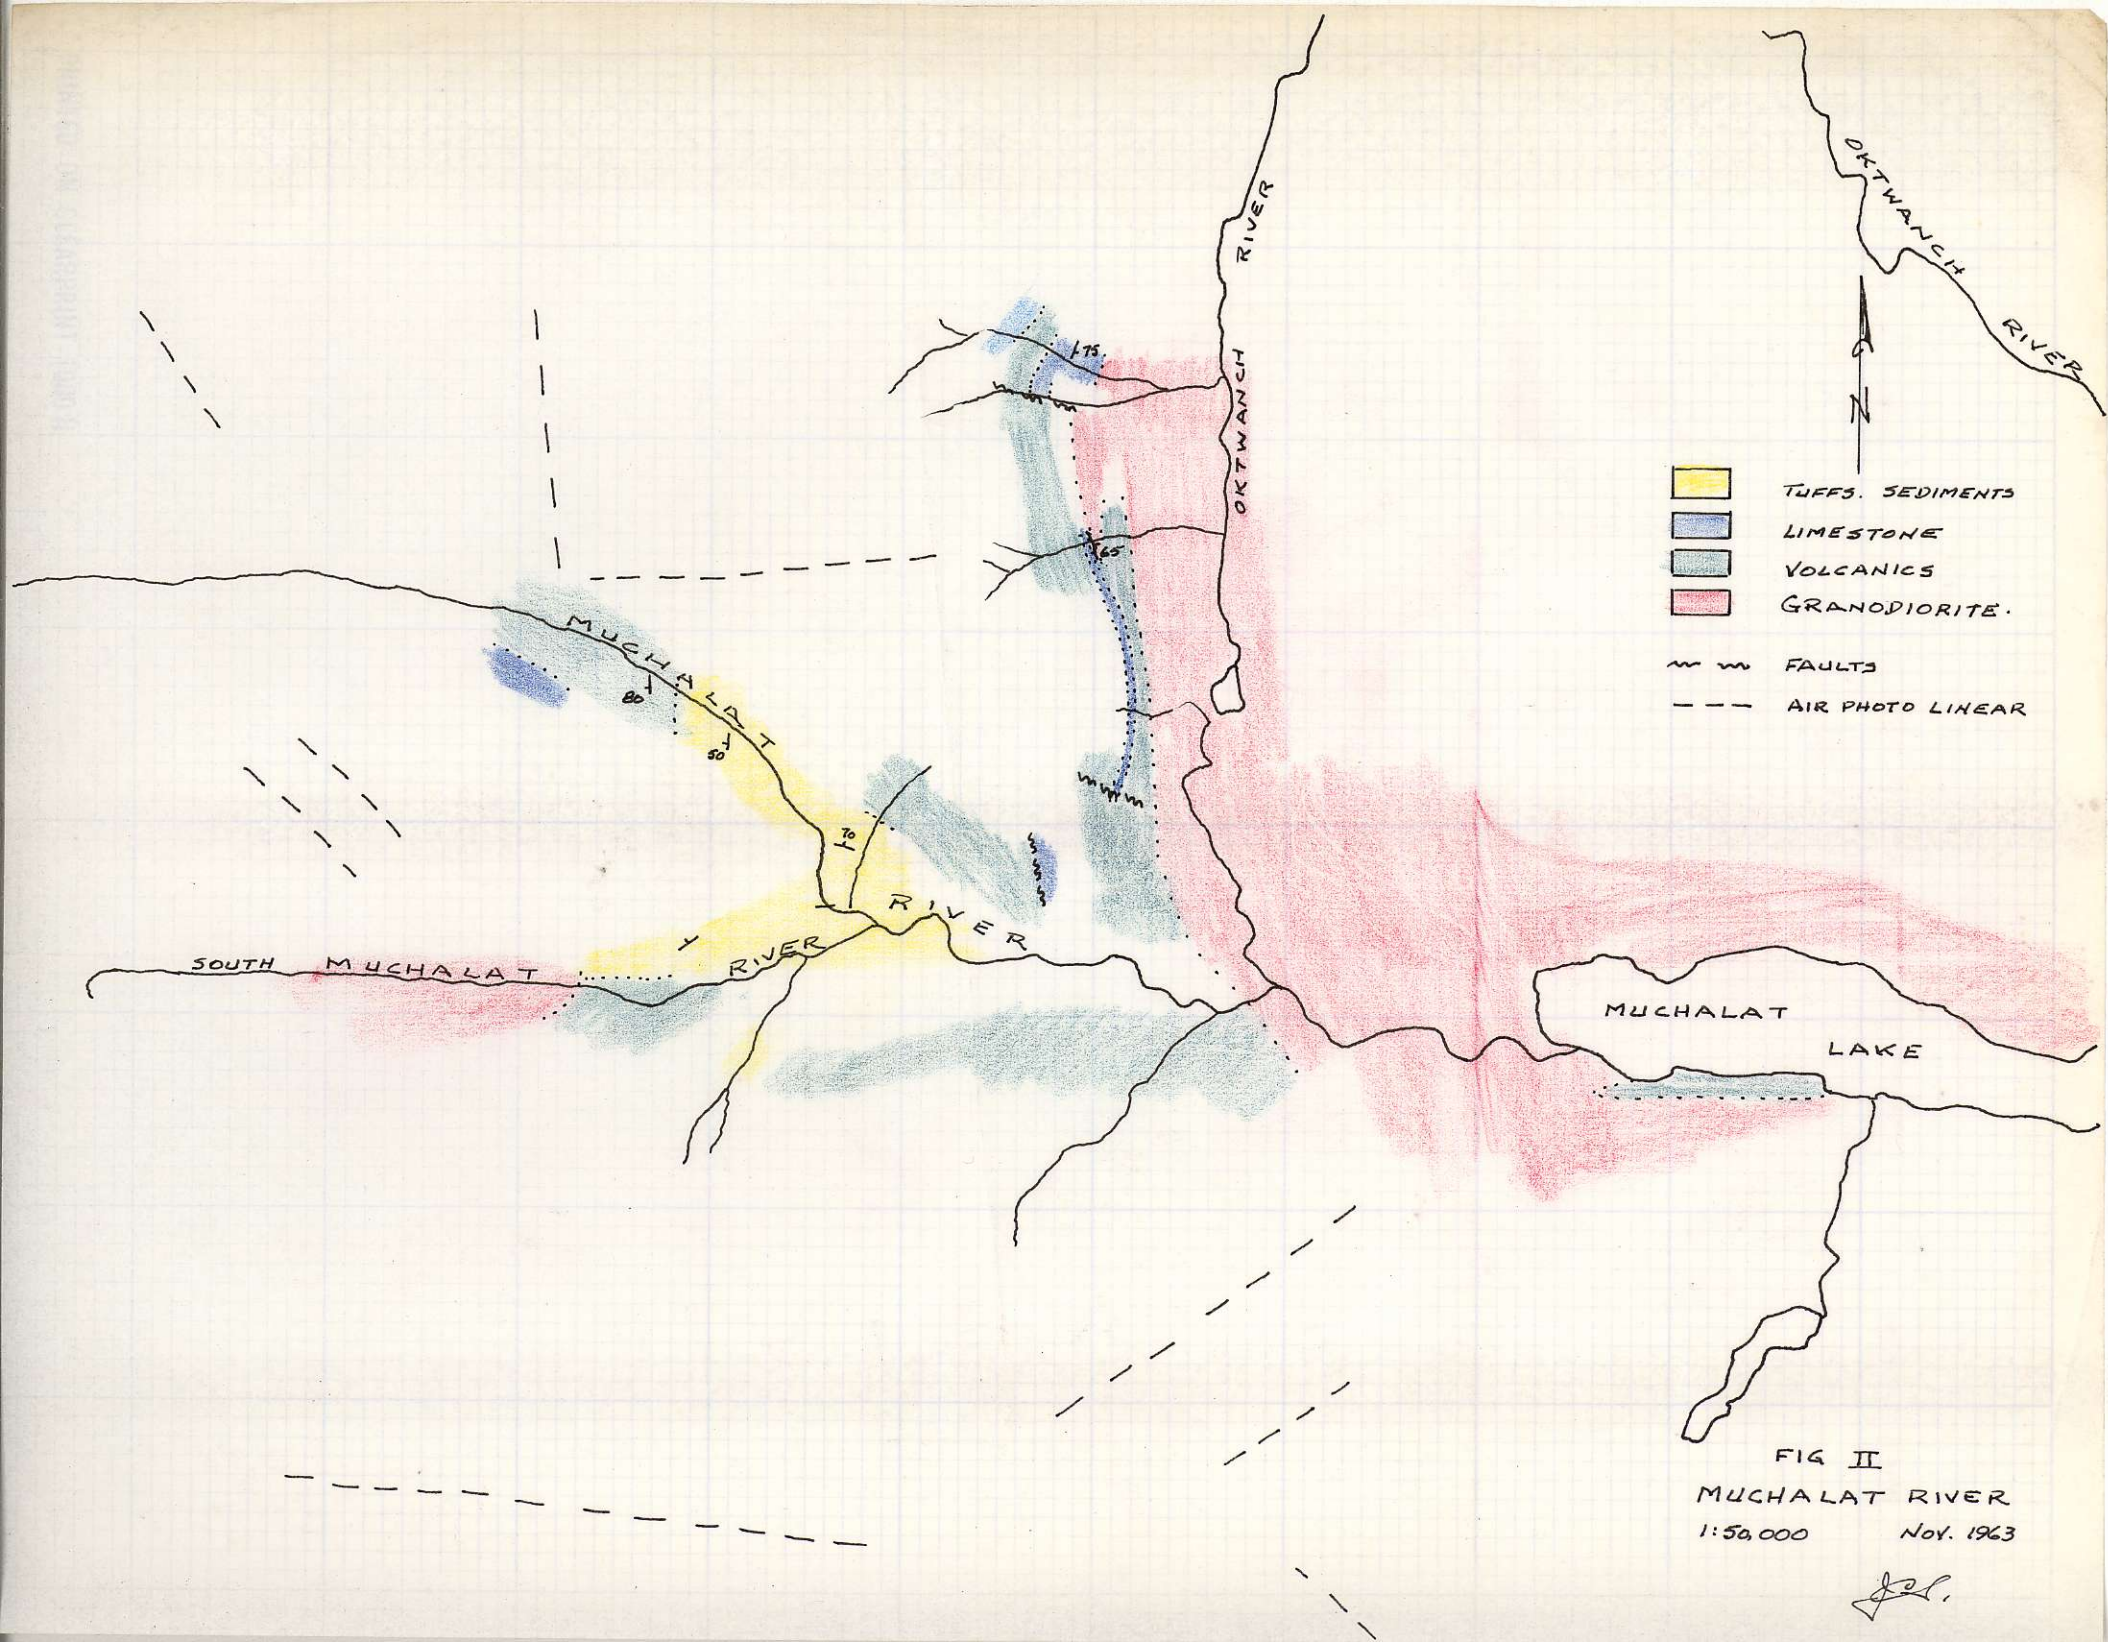 OKTWANCH RIVER
RIVER
OKTWANCH
75
65
N
TUFFS. SEDIMENTS
LIMESTONE
VOLCANICS
GRANODIORITE.
FAULTS
AIR PHOTO LINEAR
MUCHALAT
80
50
70
RIVER
SOUTH MUCHALAT RIVER
MUCHALAT
LAKE
FIG II
MUCHALAT RIVER
1:50,000 NOV. 1963